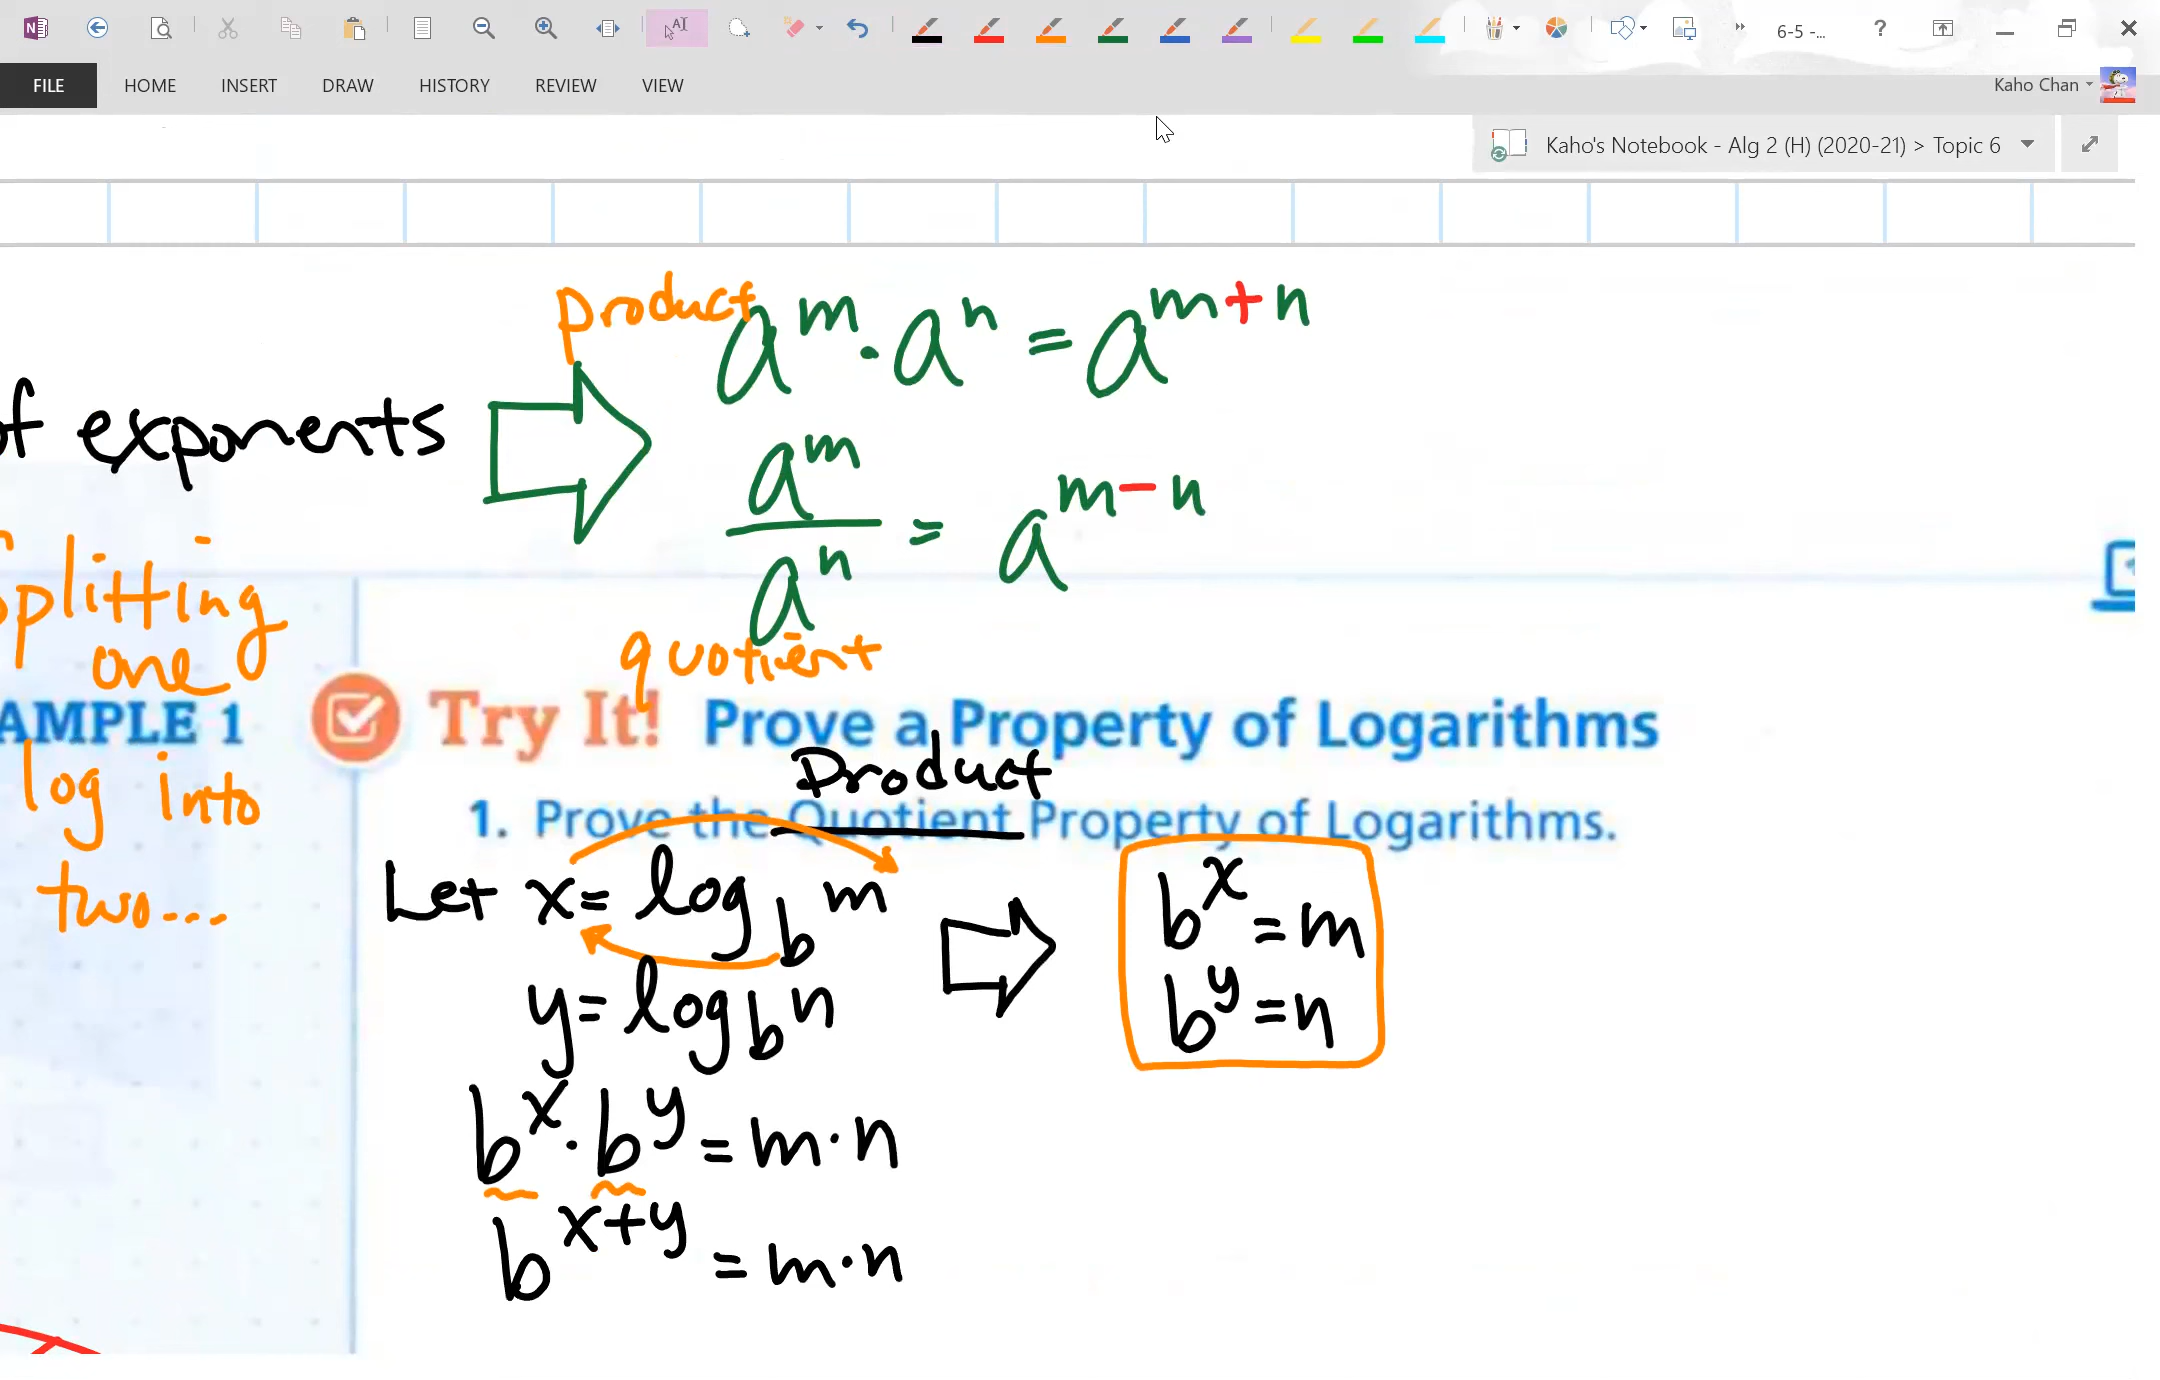 6-5 -...
?
FILE HOME INSERT DRAW HISTORY REVIEW VIEW
Kaho Chan
Kaho's Notebook - Alg 2 (H) (2020-21) > Topic 6
product
a^m · a^n = a^{m+n}
of exponents
a^m / a^n = a^{m-n}
quotient
splitting
one
AMPLE 1
log into
two...
Try It! Prove a Property of Logarithms
Product
1. Prove the Quotient Property of Logarithms.
Let x = log_b m
b^x = m
y = log_b n
b^y = n
b^x · b^y = m · n
b^{x+y} = m · n